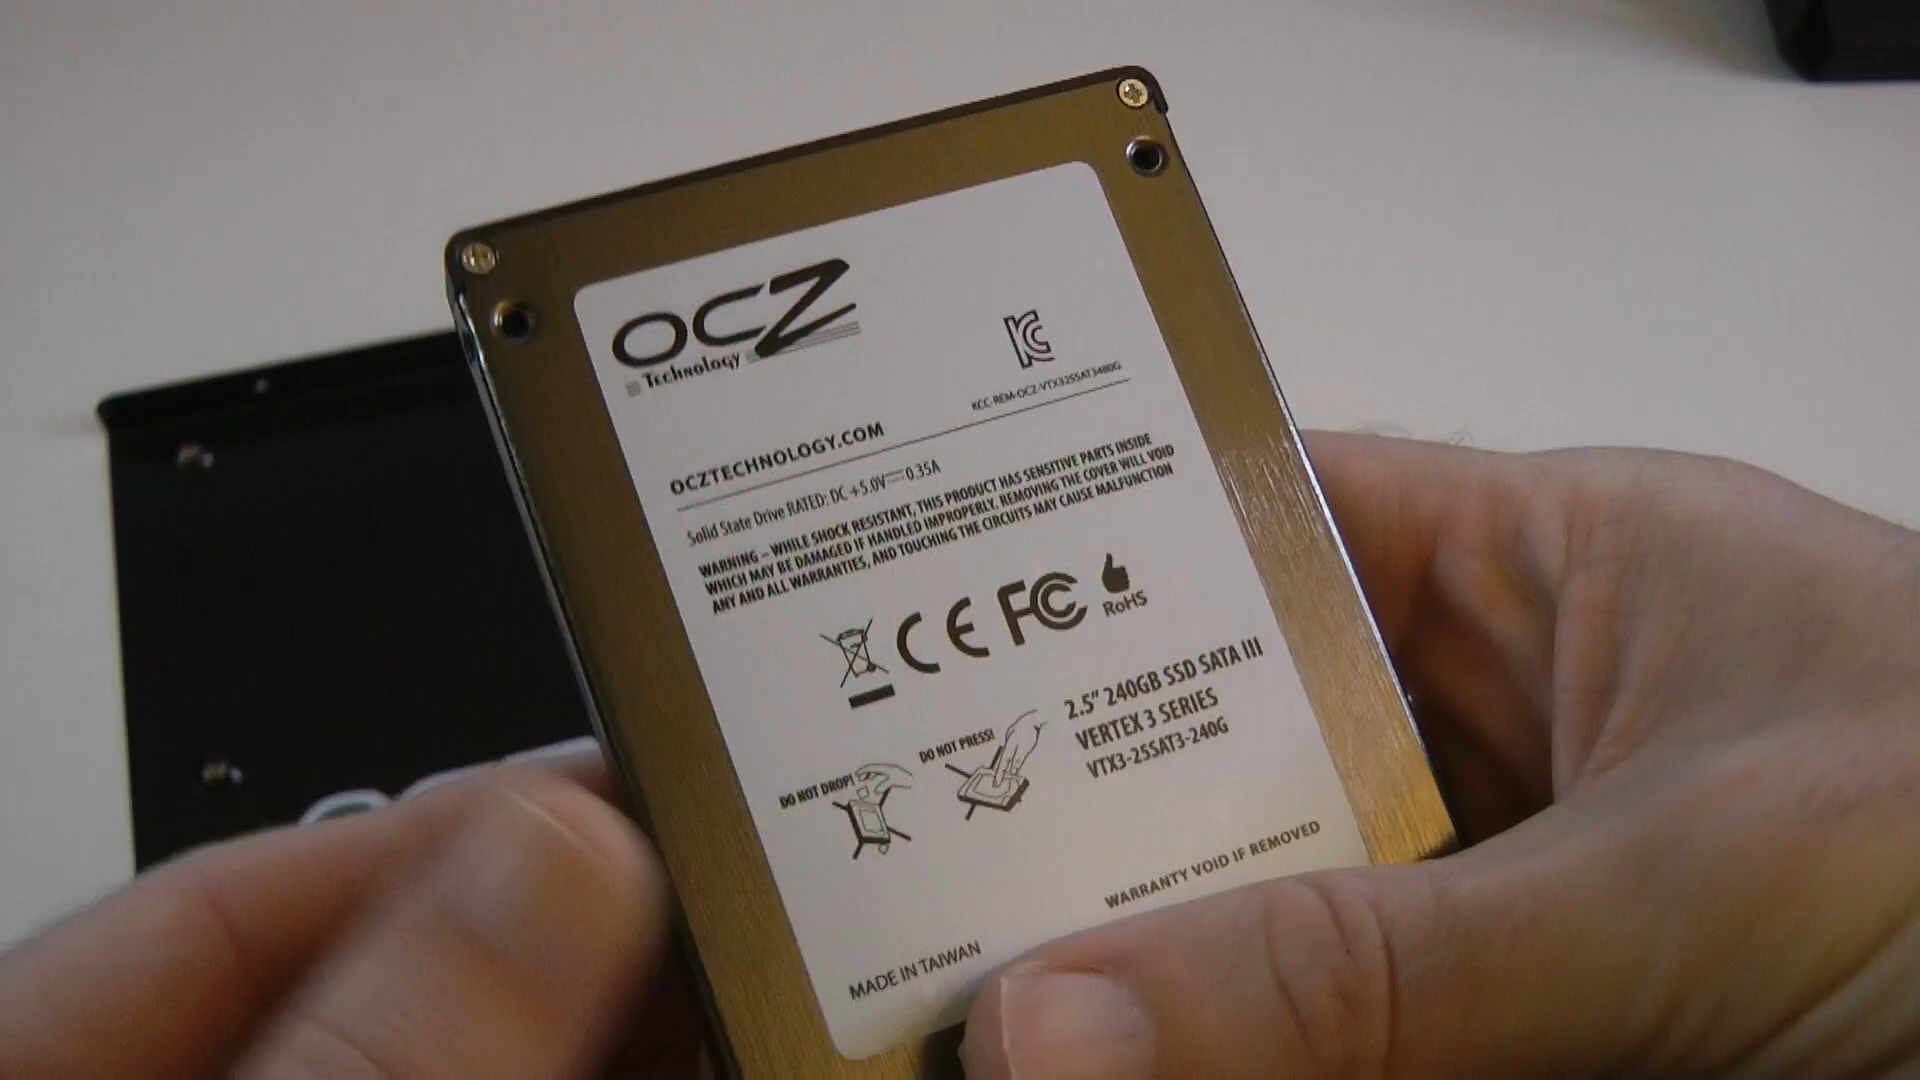 OCZ
Technology
KC
KCC-REM-OCZ-VTX325SAT3480G
OCZTECHNOLOGY.COM
Solid State Drive RATED: DC +5.0V⎓0.35A
WARNING – WHILE SHOCK RESISTANT, THIS PRODUCT HAS SENSITIVE PARTS INSIDE
WHICH MAY BE DAMAGED IF HANDLED IMPROPERLY. REMOVING THE COVER WILL VOID
ANY AND ALL WARRANTIES, AND TOUCHING THE CIRCUITS MAY CAUSE MALFUNCTION
CE FC RoHS
2.5" 240GB SSD SATA III
VERTEX 3 SERIES
VTX3-25SAT3-240G
DO NOT DROP!
DO NOT PRESS!
WARRANTY VOID IF REMOVED
MADE IN TAIWAN